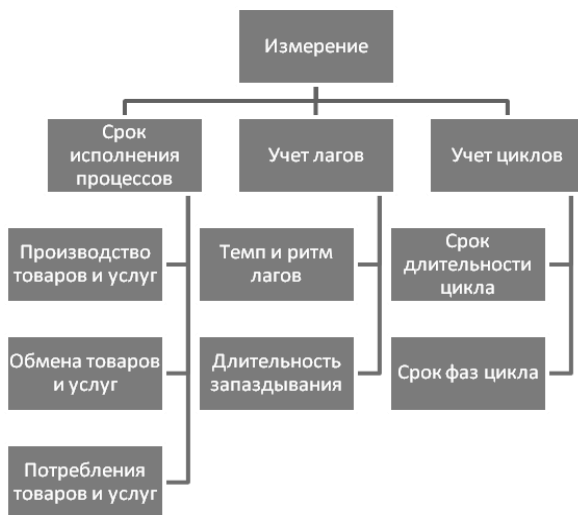 Измерение
Срок
исполнения
процессов
Учет лагов
Учет циклов
Производство
товаров и услуг
Темп и ритм
лагов
Срок
длительности
цикла
Обмена товаров
и услуг
Длительность
запаздывания
Срок фаз цикла
Потребления
товаров и услуг